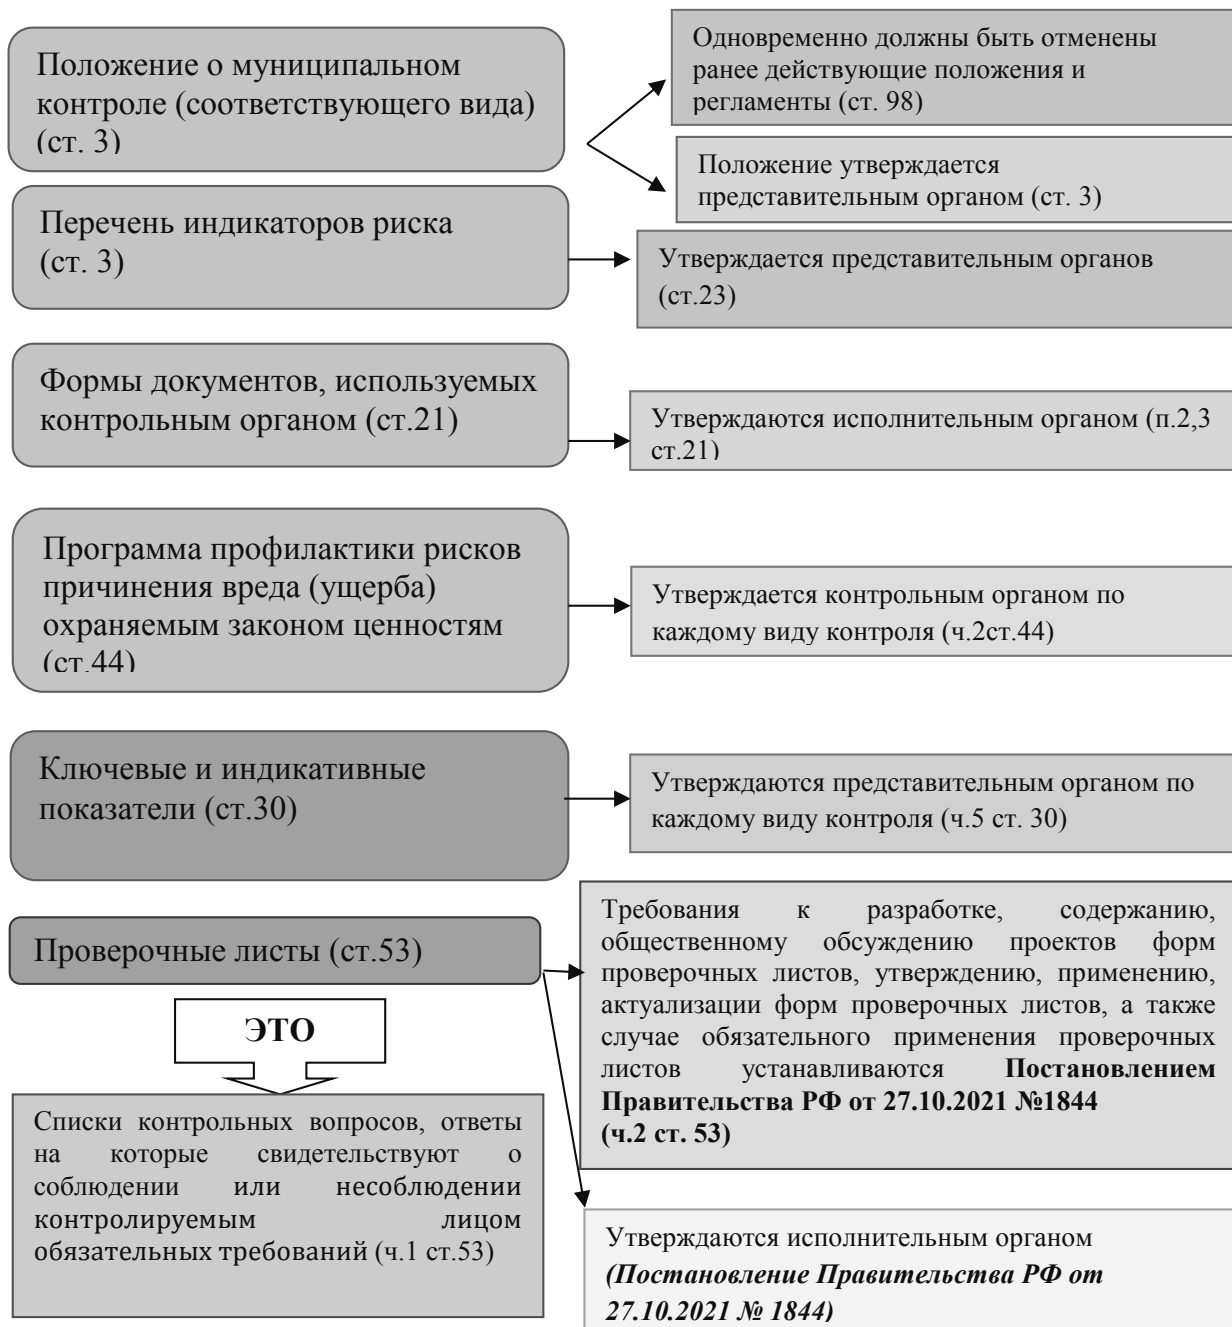 Положение о муниципальном
контроле (соответствующего вида)
(ст. 3)
Одновременно должны быть отменены
ранее действующие положения и
регламенты (ст. 98)
Положение утверждается
представительным органом (ст. 3)
Перечень индикаторов риска
(ст. 3)
Утверждается представительным органов
(ст.23)
Формы документов, используемых
контрольным органом (ст.21)
Утверждаются исполнительным органом (п.2,3
ст.21)
Программа профилактики рисков
причинения вреда (ущерба)
охраняемым законом ценностям
(ст.44)
Утверждается контрольным органом по
каждому виду контроля (ч.2ст.44)
Ключевые и индикативные
показатели (ст.30)
Утверждаются представительным органом по
каждому виду контроля (ч.5 ст. 30)
Проверочные листы (ст.53)
Требования к разработке, содержанию,
общественному обсуждению проектов форм
проверочных листов, утверждению, применению,
актуализации форм проверочных листов, а также
случае обязательного применения проверочных
листов устанавливаются Постановлением
Правительства РФ от 27.10.2021 №1844
(ч.2 ст. 53)
ЭТО
Списки контрольных вопросов, ответы
на которые свидетельствуют о
соблюдении или несоблюдении
контролируемым лицом
обязательных требований (ч.1 ст.53)
Утверждаются исполнительным органом
(Постановление Правительства РФ от
27.10.2021 № 1844)